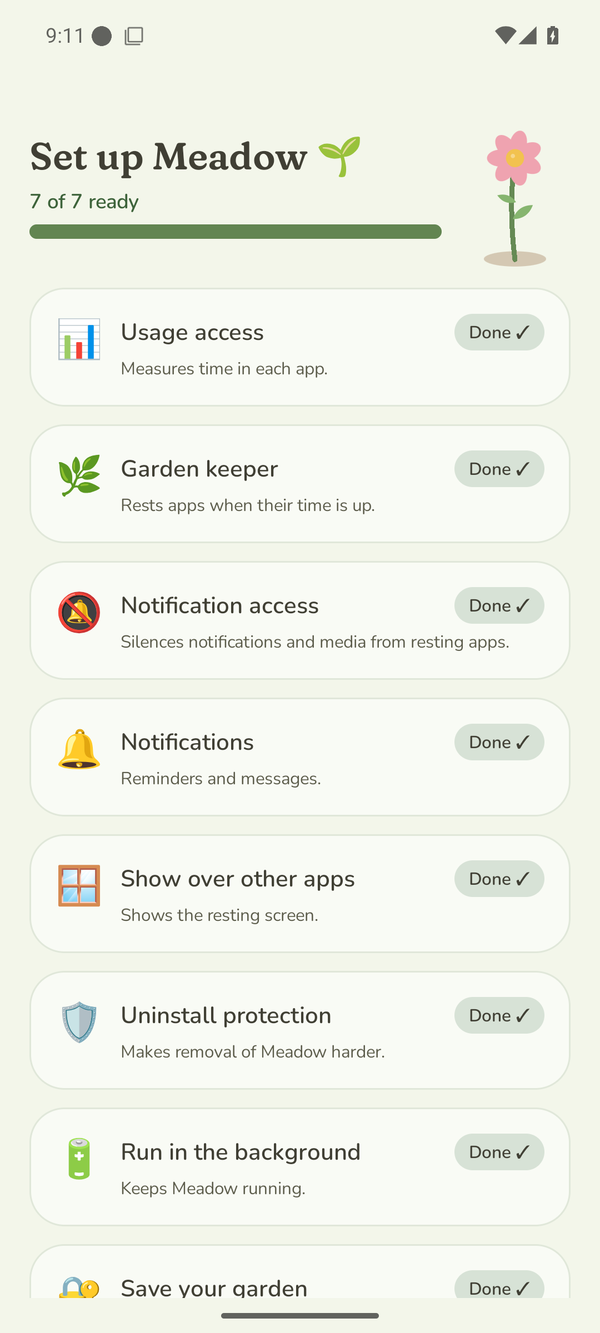 9:11
Set up Meadow 🌱
7 of 7 ready
Usage access
Done ✓
Measures time in each app.
Garden keeper
Done ✓
Rests apps when their time is up.
Notification access
Done ✓
Silences notifications and media from resting apps.
Notifications
Done ✓
Reminders and messages.
Show over other apps
Done ✓
Shows the resting screen.
Uninstall protection
Done ✓
Makes removal of Meadow harder.
Run in the background
Done ✓
Keeps Meadow running.
Save your garden
Done ✓